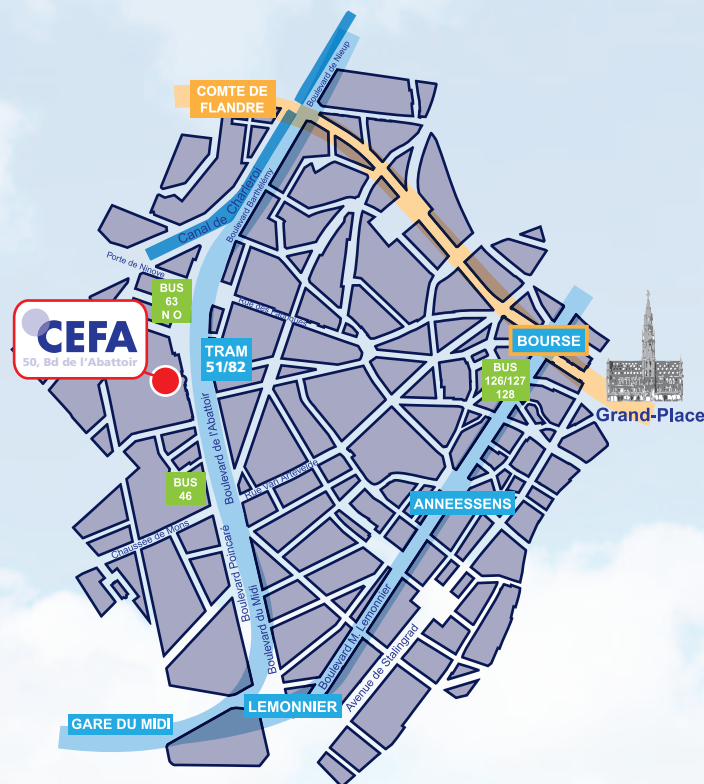 Boulevard de Nieup
COMTE DE
FLANDRE
Canal de Charleroi
Boulevard Barthélémy
Porte de Ninove
BUS
63
N O
Rue des Fabriques
CEFA
50, Bd de l'Abattoir
TRAM
51/82
BOURSE
BUS
126/127
128
Grand-Place
Boulevard de l'Abattoir
BUS
46
Rue Van Artevelde
ANNEESSENS
Chaussée de Mons
Boulevard Poincaré
Boulevard du Midi
Boulevard M. Lemonnier
Avenue de Stalingrad
LEMONNIER
GARE DU MIDI